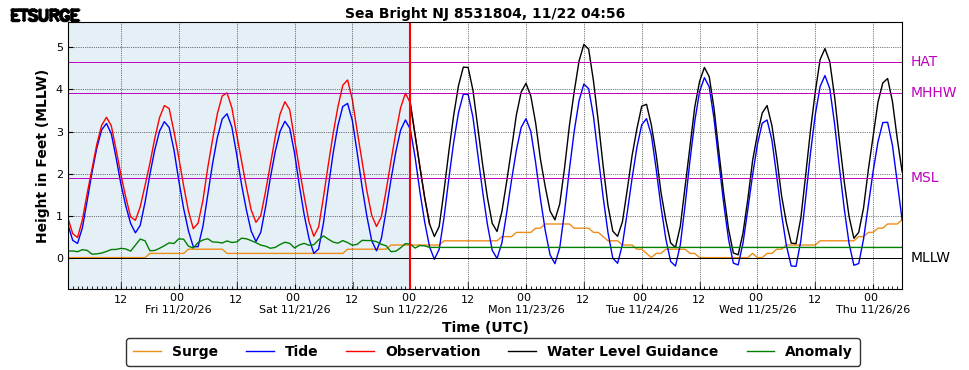 ETSURGE
Sea Bright NJ 8531804, 11/22 04:56
Height in Feet (MLLW)
5
4
3
2
1
0
HAT
MHHW
MSL
MLLW
12 00 12 00 12 00 12 00 12 00 12 00 12 00
Fri 11/20/26 Sat 11/21/26 Sun 11/22/26 Mon 11/23/26 Tue 11/24/26 Wed 11/25/26 Thu 11/26/26
Time (UTC)
Surge Tide Observation Water Level Guidance Anomaly